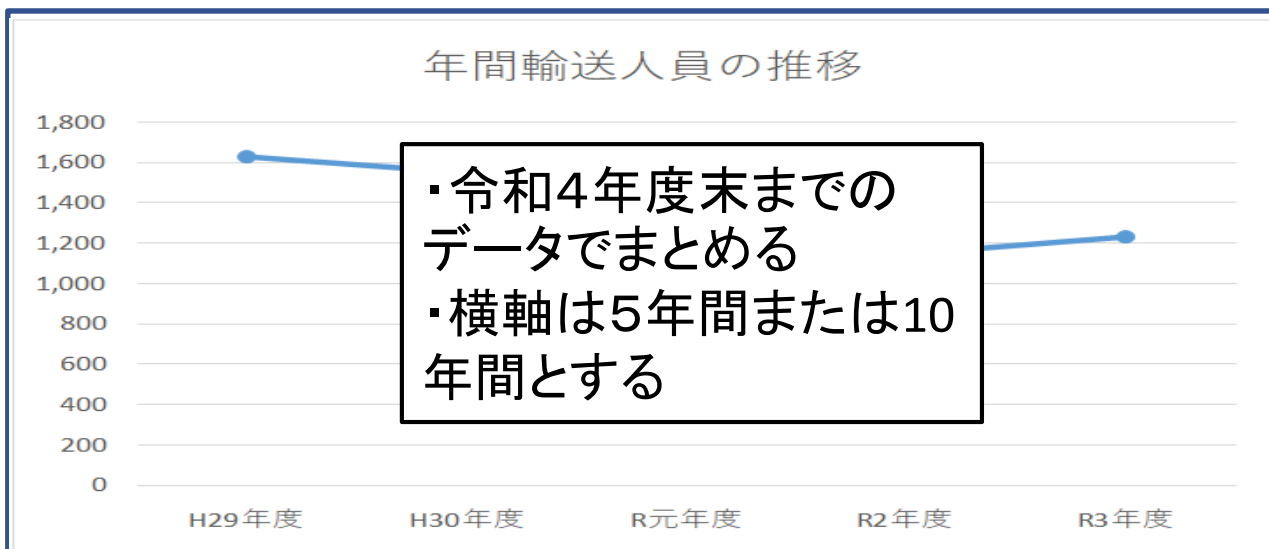 年間輸送人員の推移
1,800
1,600
1,400
1,200
1,000
800
600
400
200
0
・令和４年度末までの
データでまとめる
・横軸は５年間または10
年間とする
H29年度 H30年度 R元年度 R2年度 R3年度